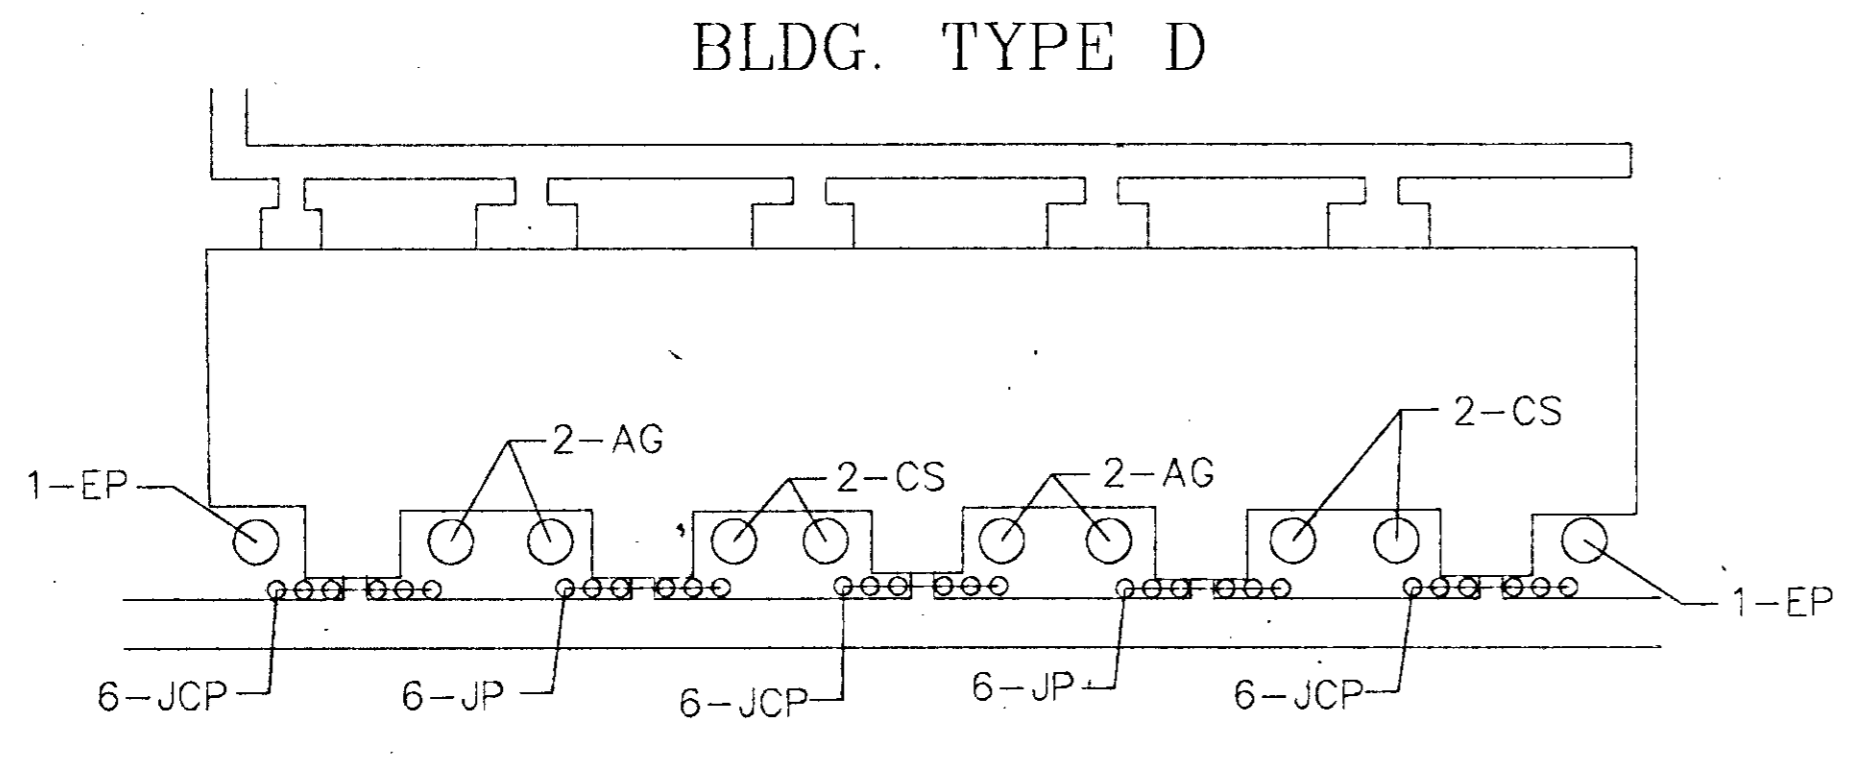 BLDG. TYPE D
2-CS
2-AG
2-CS
2-AG
1-EP
1-EP
6-JCP
6-JP
6-JCP
6-JP
6-JCP